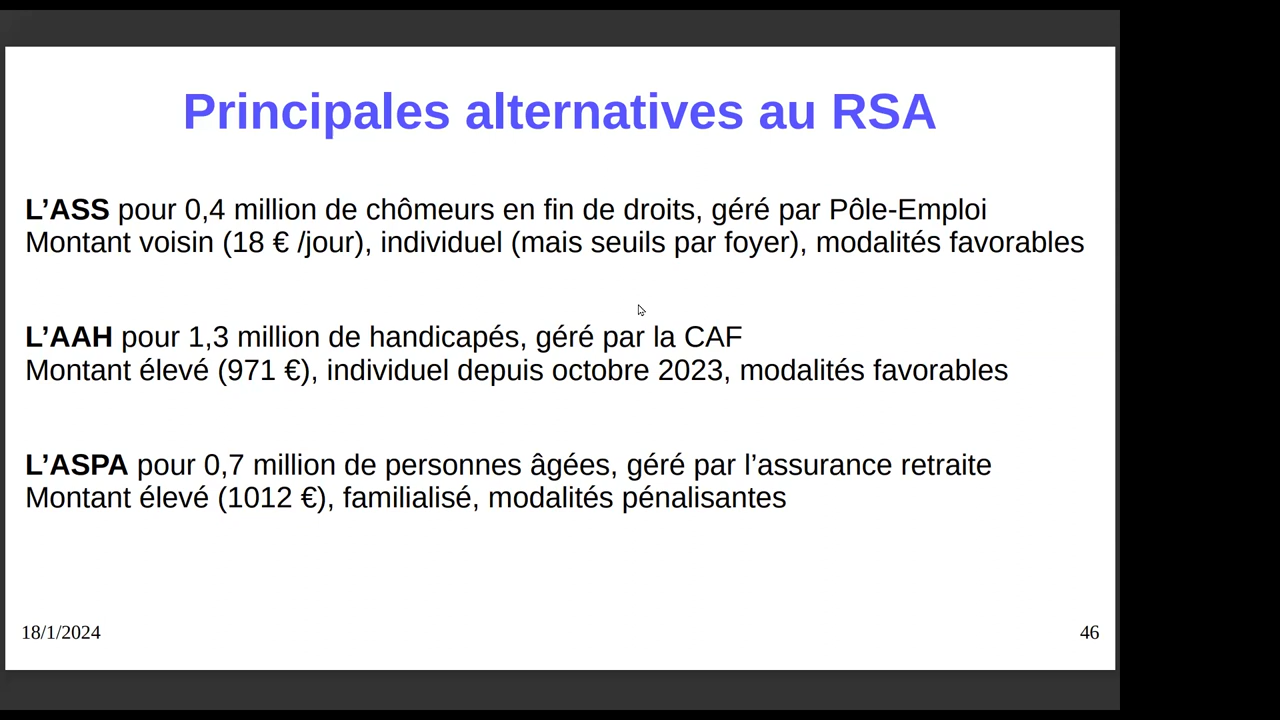 Principales alternatives au RSA
L’ASS pour 0,4 million de chômeurs en fin de droits, géré par Pôle-Emploi
Montant voisin (18 € /jour), individuel (mais seuils par foyer), modalités favorables
L’AAH pour 1,3 million de handicapés, géré par la CAF
Montant élevé (971 €), individuel depuis octobre 2023, modalités favorables
L’ASPA pour 0,7 million de personnes âgées, géré par l’assurance retraite
Montant élevé (1012 €), familialisé, modalités pénalisantes
18/1/2024
46